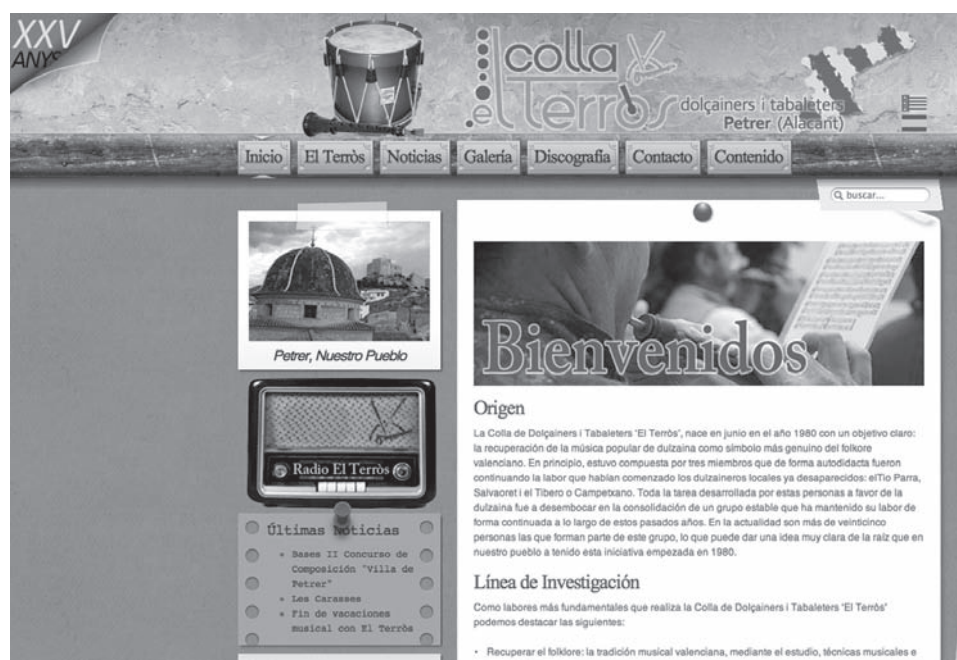 XXV
ANYS
colla
el terròs
dolçainers i tabaleters
Petrer (Alacant)
Inicio
El Terròs
Noticias
Galería
Discografía
Contacto
Contenido
buscar...
Petrer, Nuestro Pueblo
Radio El Terròs
Últimas Noticias
Bases II Concurso de
Composición "Villa de
Petrer"
Les Carasses
Fin de vacaciones
musical con El Terròs
Bienvenidos
Origen
La Colla de Dolçainers i Tabaleters 'El Terròs', nace en junio en el año 1980 con un objetivo claro:
la recuperación de la música popular de dulzaina como símbolo más genuino del folkore
valenciano. En principio, estuvo compuesta por tres miembros que de forma autodidacta fueron
continuando la labor que habían comenzado los dulzaineros locales ya desaparecidos: elTio Parra,
Salvaoret i el Tibero o Campetxano. Toda la tarea desarrollada por estas personas a favor de la
dulzaina fue a desembocar en la consolidación de un grupo estable que ha mantenido su labor de
forma continuada a lo largo de estos pasados años. En la actualidad son más de veinticinco
personas las que forman parte de este grupo, lo que puede dar una idea muy clara de la raíz que en
nuestro pueblo a tenido esta iniciativa empezada en 1980.
Línea de Investigación
Como labores más fundamentales que realiza la Colla de Dolçainers i Tabaleters 'El Terròs'
podemos destacar las siguientes:
Recuperar el folklore: la tradición musical valenciana, mediante el estudio, técnicas musicales e